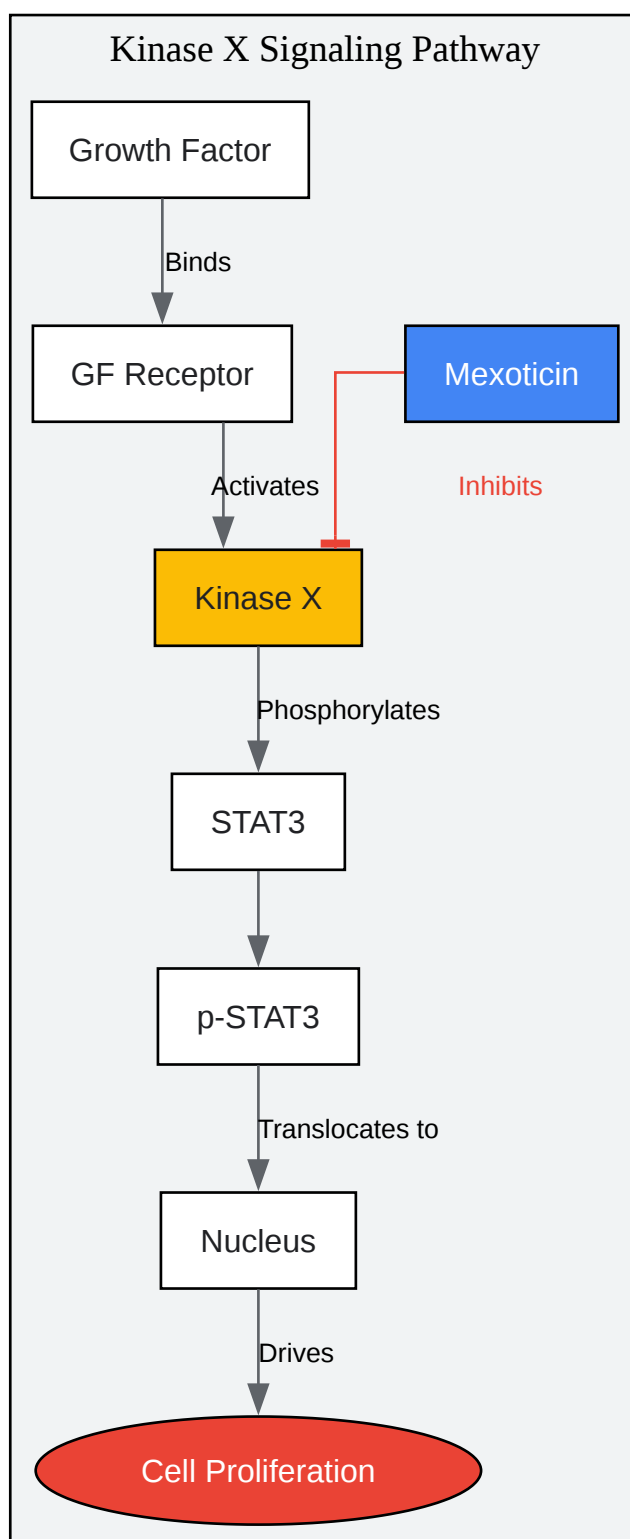 Kinase X Signaling Pathway
Growth Factor
Binds
GF Receptor
Mexoticin
Activates
Inhibits
Kinase X
Phosphorylates
STAT3
p-STAT3
Translocates to
Nucleus
Drives
Cell Proliferation